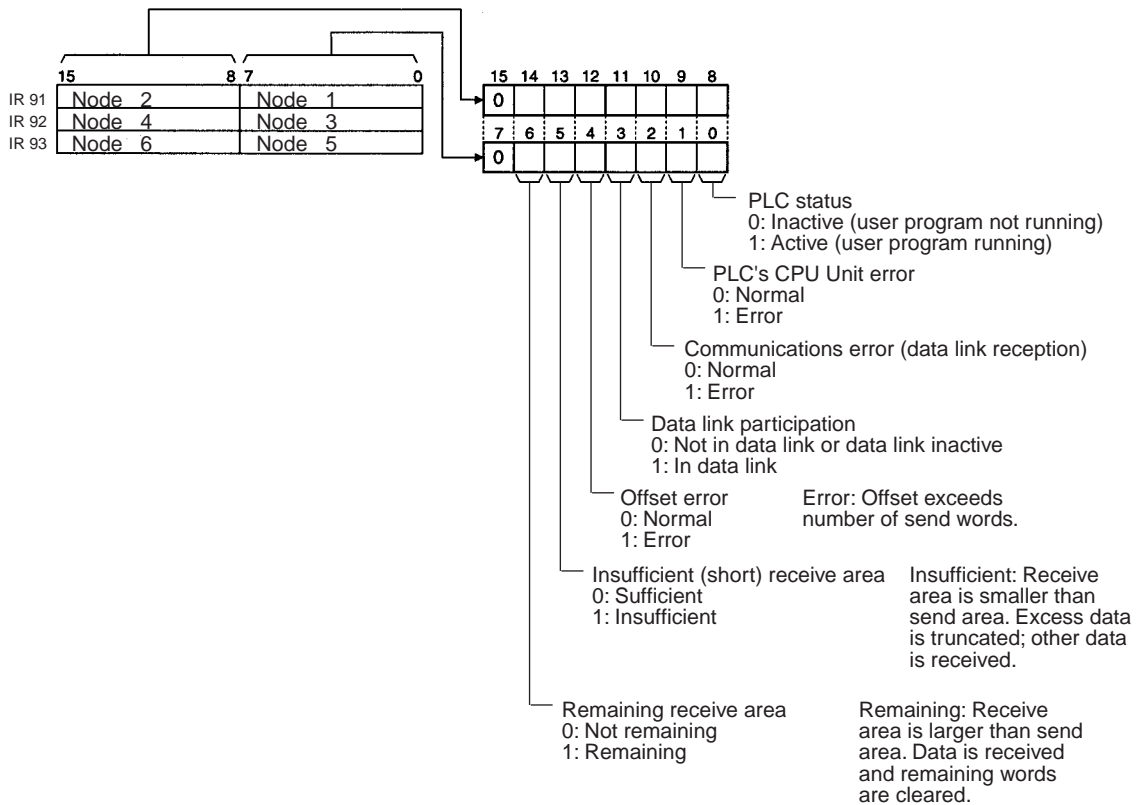 15 8 7 0
IR 91 Node 2 Node 1
IR 92 Node 4 Node 3
IR 93 Node 6 Node 5
15 14 13 12 11 10 9 8
0
7 6 5 4 3 2 1 0
0
PLC status
0: Inactive (user program not running)
1: Active (user program running)
PLC's CPU Unit error
0: Normal
1: Error
Communications error (data link reception)
0: Normal
1: Error
Data link participation
0: Not in data link or data link inactive
1: In data link
Offset error
0: Normal
1: Error
Error: Offset exceeds
number of send words.
Insufficient (short) receive area
0: Sufficient
1: Insufficient
Insufficient: Receive
area is smaller than
send area. Excess data
is truncated; other data
is received.
Remaining receive area
0: Not remaining
1: Remaining
Remaining: Receive
area is larger than send
area. Data is received
and remaining words
are cleared.